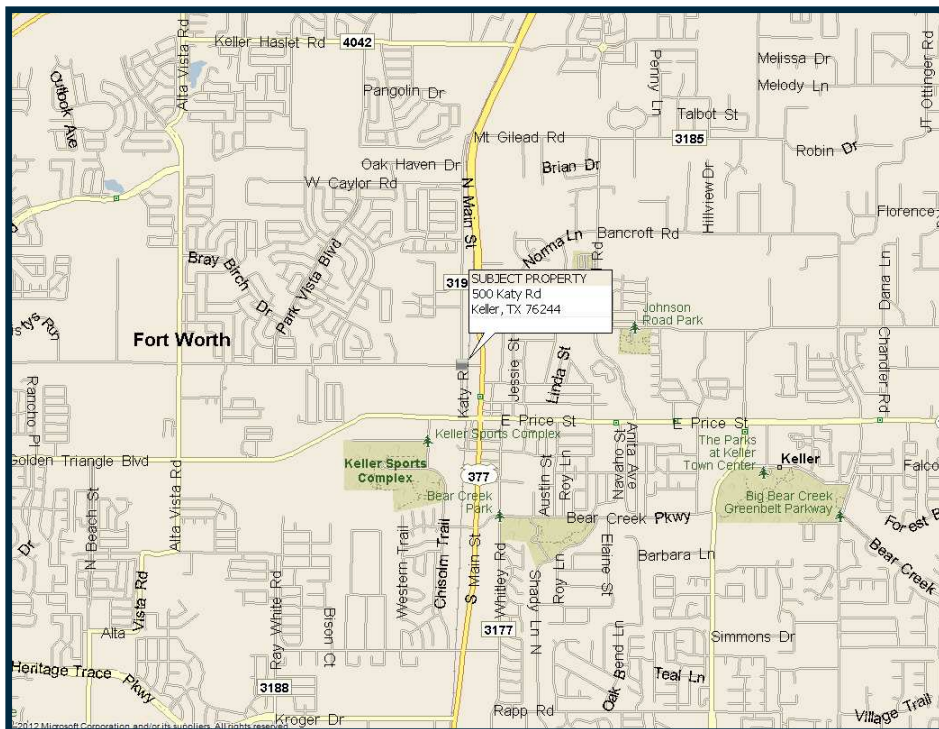 Keller Haslet Rd
4042
Alta Vista Rd
Outlook Ave
Pangolin Dr
Penny Ln
Melissa Dr
Melody Ln
JT Ottinger Rd
Talbot St
Mt Gilead Rd
3185
Robin Dr
Oak Haven Dr
Brian Dr
W Caylor Rd
N Main St
Hillview Dr
Florence
Norma Ln
Bancroft Rd
Bray Birch Dr
Park Vista Blvd
Dana Ln
319
SUBJECT PROPERTY
500 Katy Rd
Keller, TX 76244
Johnson
Road Park
Fort Worth
Jessie St
Linda St
Chandler Rd
Rancho Pl
Katy R
E Price St
E Price St
Keller Sports Complex
The Parks
at Keller
Town Center
Keller
Golden Triangle Blvd
Keller Sports
Complex
377
Austin St
Roy Ln
Navajo St
Anita Ave
Falco
Bear Creek
Park
Big Bear Creek
Greenbelt Parkway
Alta Vista Rd
N Beach St
Bear Creek Pkwy
Forest
Western Trail
Chisolm Trail
S Main St
Whitley Rd
Shady Ln N
Roy Ln
Elaine St
Barbara Ln
Bear Creek
Dr
Alta
Vista Rd
Ray White Rd
Bison Ct
3177
Simmons Dr
Heritage Trace Pkwy
3188
Oak Bend Ln
Teal Ln
Village Trail
Kroger Dr
Rapp Rd
2012 Microsoft Corporation and/or its suppliers. All rights reserved.